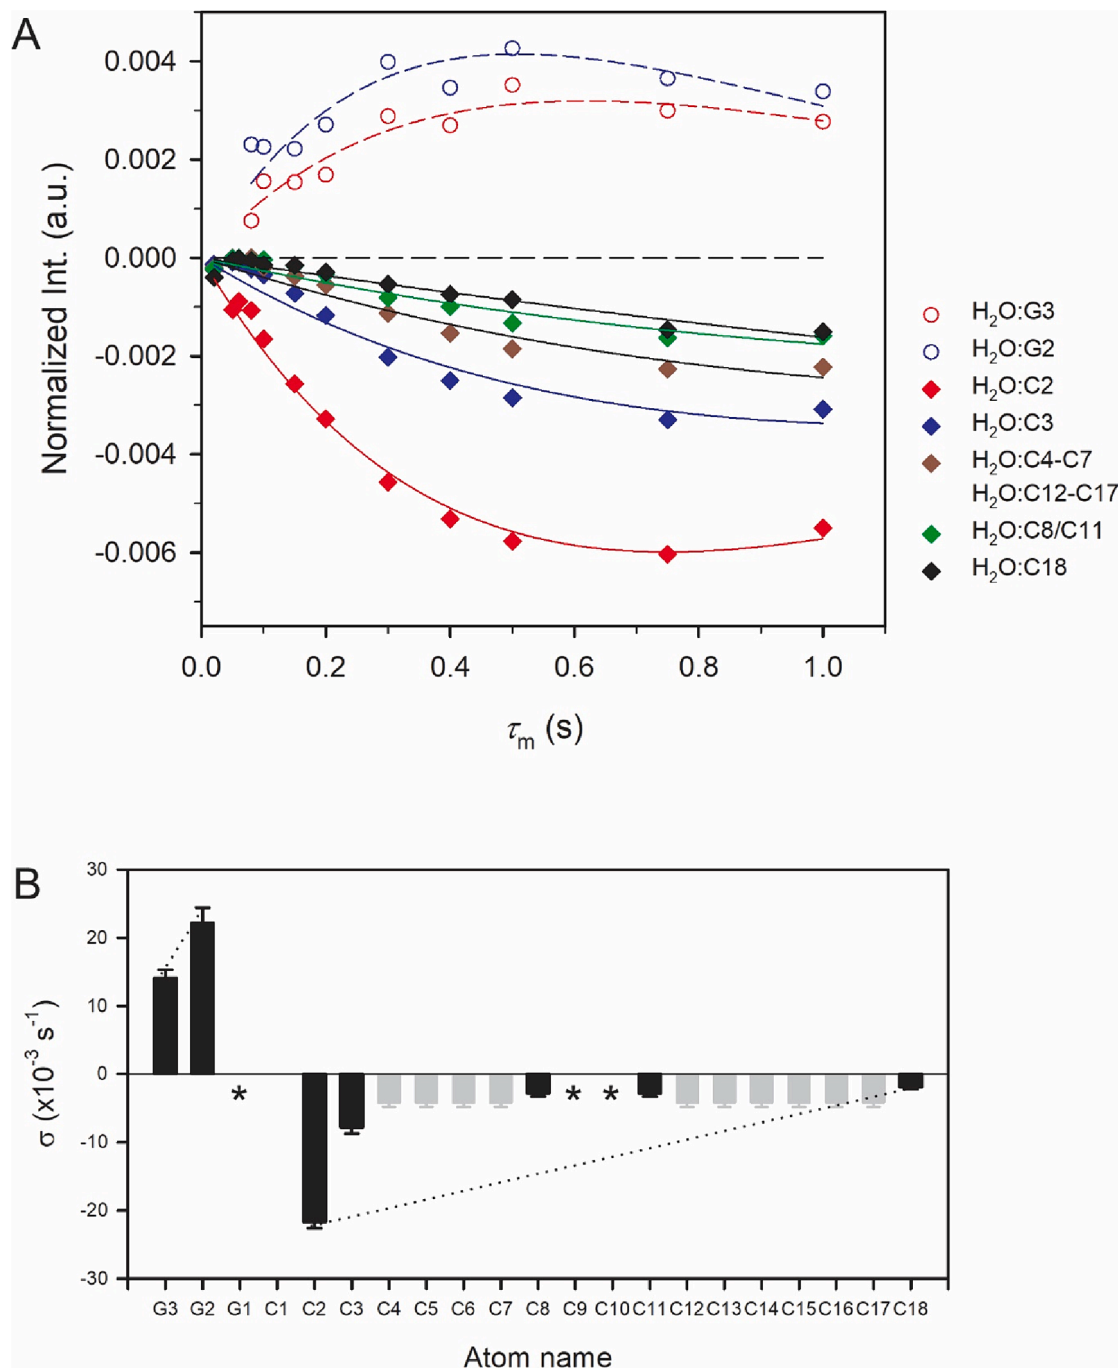 A
0.004
0.002
0.000
-0.002
-0.004
-0.006
Normalized Int. (a.u.)
0.0 0.2 0.4 0.6 0.8 1.0
τm (s)
H2O:G3
H2O:G2
H2O:C2
H2O:C3
H2O:C4-C7
H2O:C12-C17
H2O:C8/C11
H2O:C18
B
30
20
10
0
-10
-20
-30
σ (x10-3 s-1)
* * *
G3 G2 G1 C1 C2 C3 C4 C5 C6 C7 C8 C9 C10 C11 C12 C13 C14 C15 C16 C17 C18
Atom name